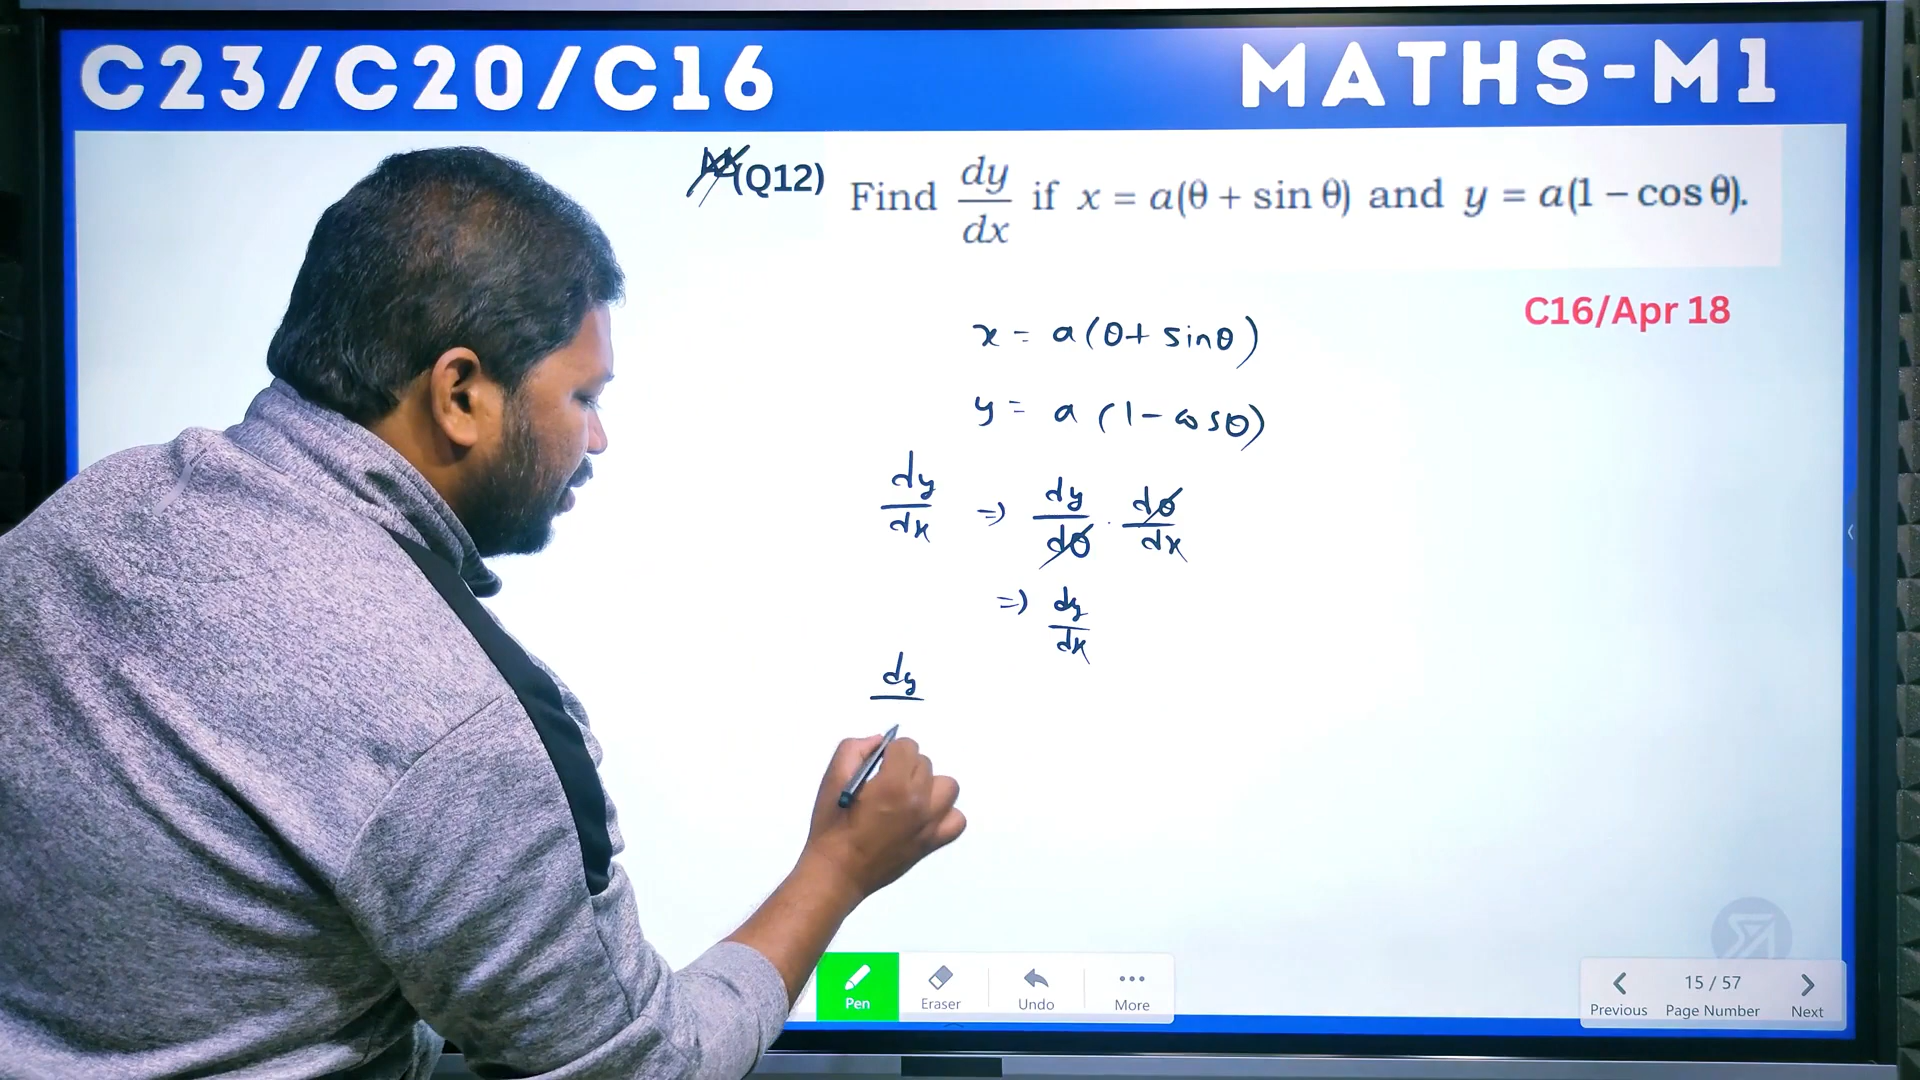 C23/C20/C16 MATHS-M1
(Q12) Find dy/dx if x = a(θ + sin θ) and y = a(1 – cos θ).
C16/Apr 18
x = a(θ + sinθ)
y = a (1 - cosθ)
dy/dx => dy/dθ . dθ/dx
=> dy/dx
dy
Pen Eraser Undo More
15 / 57
Previous Page Number Next